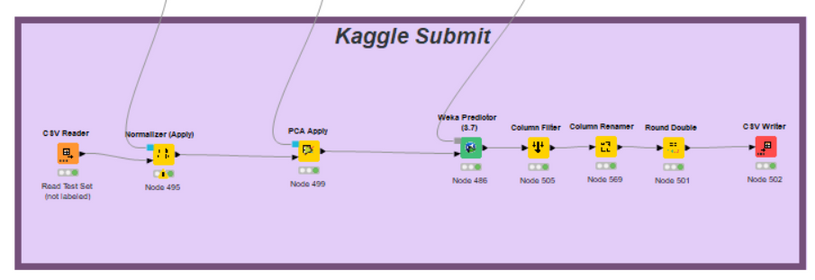 Kaggle Submit
CSV Reader
Normalizer (Apply)
PCA Apply
Weka Predictor
(3.7)
Column Filter
Column Renamer
Round Double
CSV Writer
Read Test Set
(not labeled)
Node 495
Node 499
Node 486
Node 505
Node 569
Node 501
Node 502